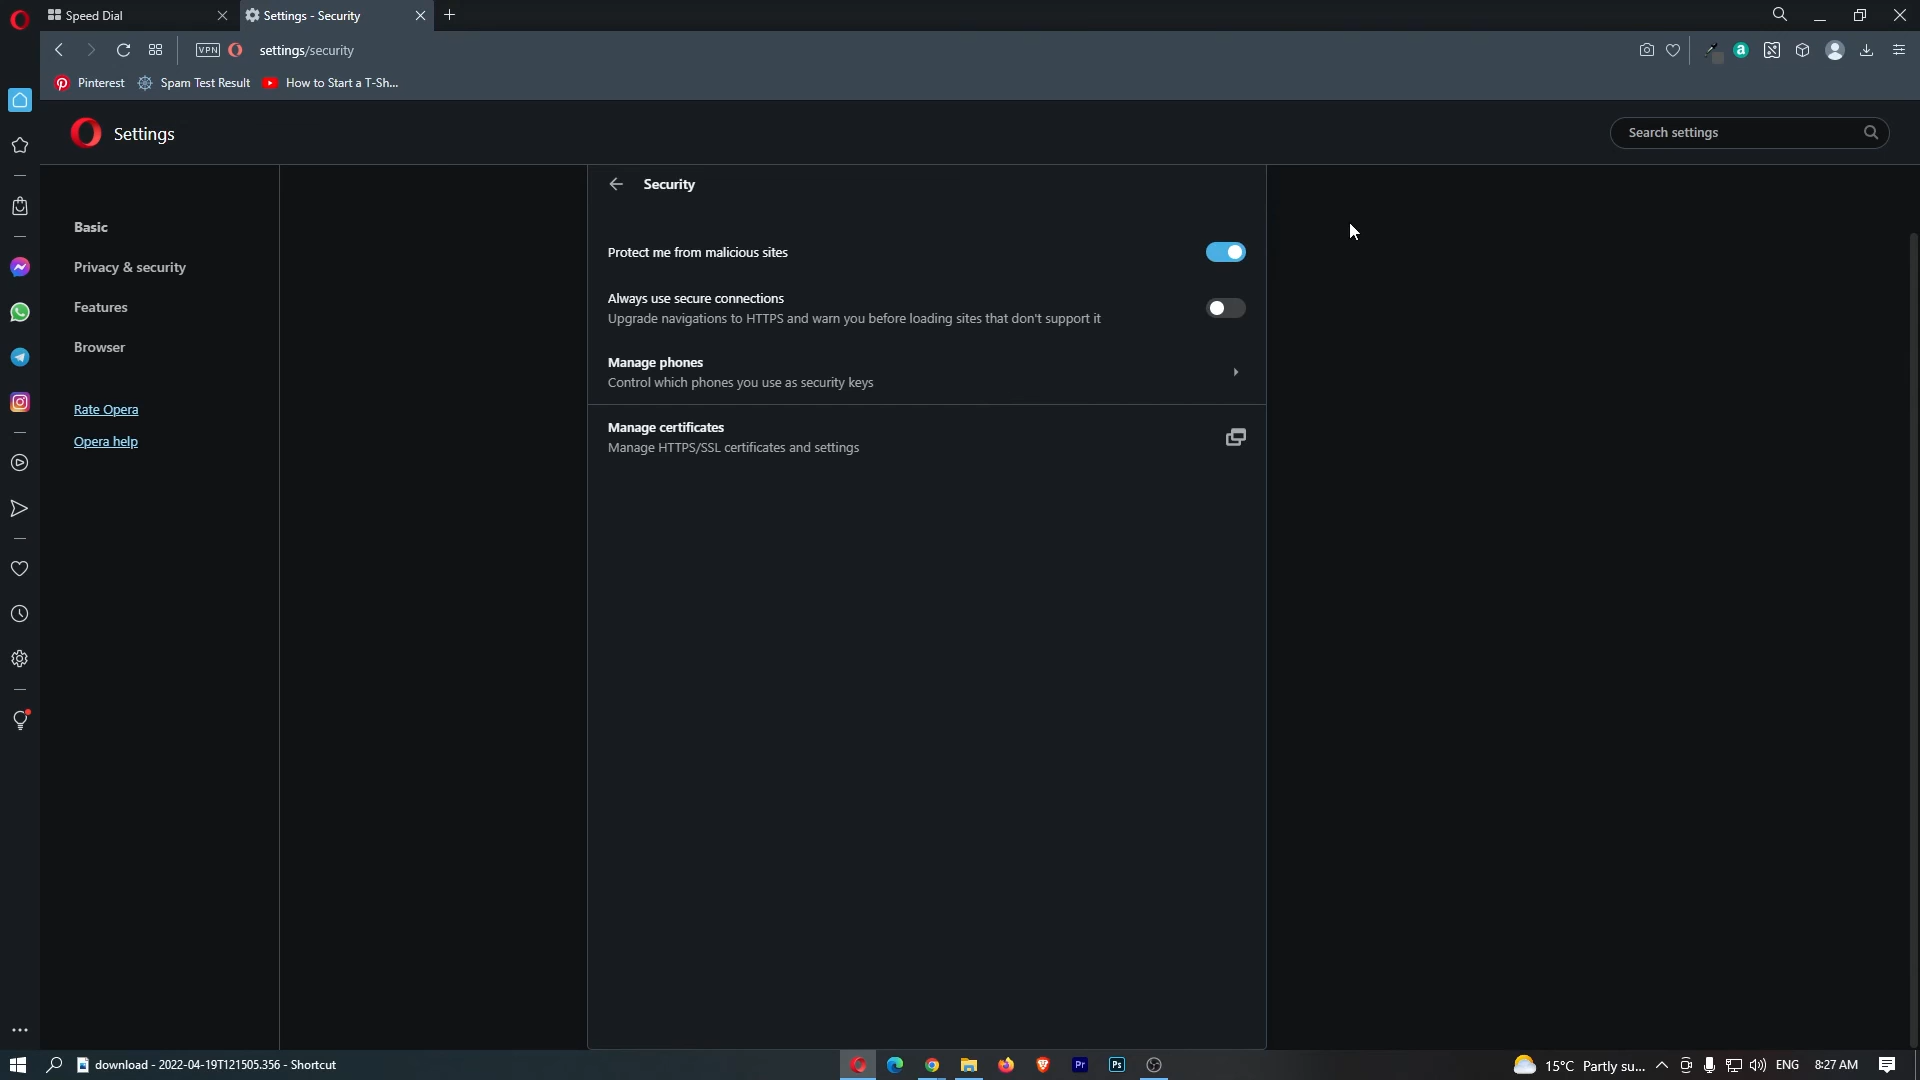 Speed Dial
Settings - Security
VPN
settings/security
a
Pinterest
Spam Test Result
How to Start a T-Sh...
Settings
Search settings
Security
Basic
Privacy & security
Features
Browser
Rate Opera
Opera help
Protect me from malicious sites
Always use secure connections
Upgrade navigations to HTTPS and warn you before loading sites that don't support it
Manage phones
Control which phones you use as security keys
Manage certificates
Manage HTTPS/SSL certificates and settings
download - 2022-04-19T121505.356 - Shortcut
Pr
Ps
15°C Partly su...
ENG
8:27 AM